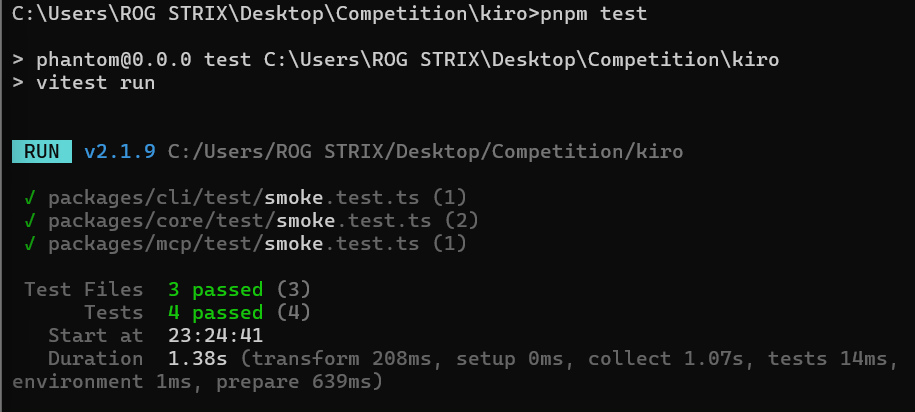 C:\Users\ROG STRIX\Desktop\Competition\kiro>pnpm test
> phantom@0.0.0 test C:\Users\ROG STRIX\Desktop\Competition\kiro
> vitest run
RUN v2.1.9 C:/Users/ROG STRIX/Desktop/Competition/kiro
✓ packages/cli/test/smoke.test.ts (1)
✓ packages/core/test/smoke.test.ts (2)
✓ packages/mcp/test/smoke.test.ts (1)
Test Files 3 passed (3)
Tests 4 passed (4)
Start at 23:24:41
Duration 1.38s (transform 208ms, setup 0ms, collect 1.07s, tests 14ms,
environment 1ms, prepare 639ms)